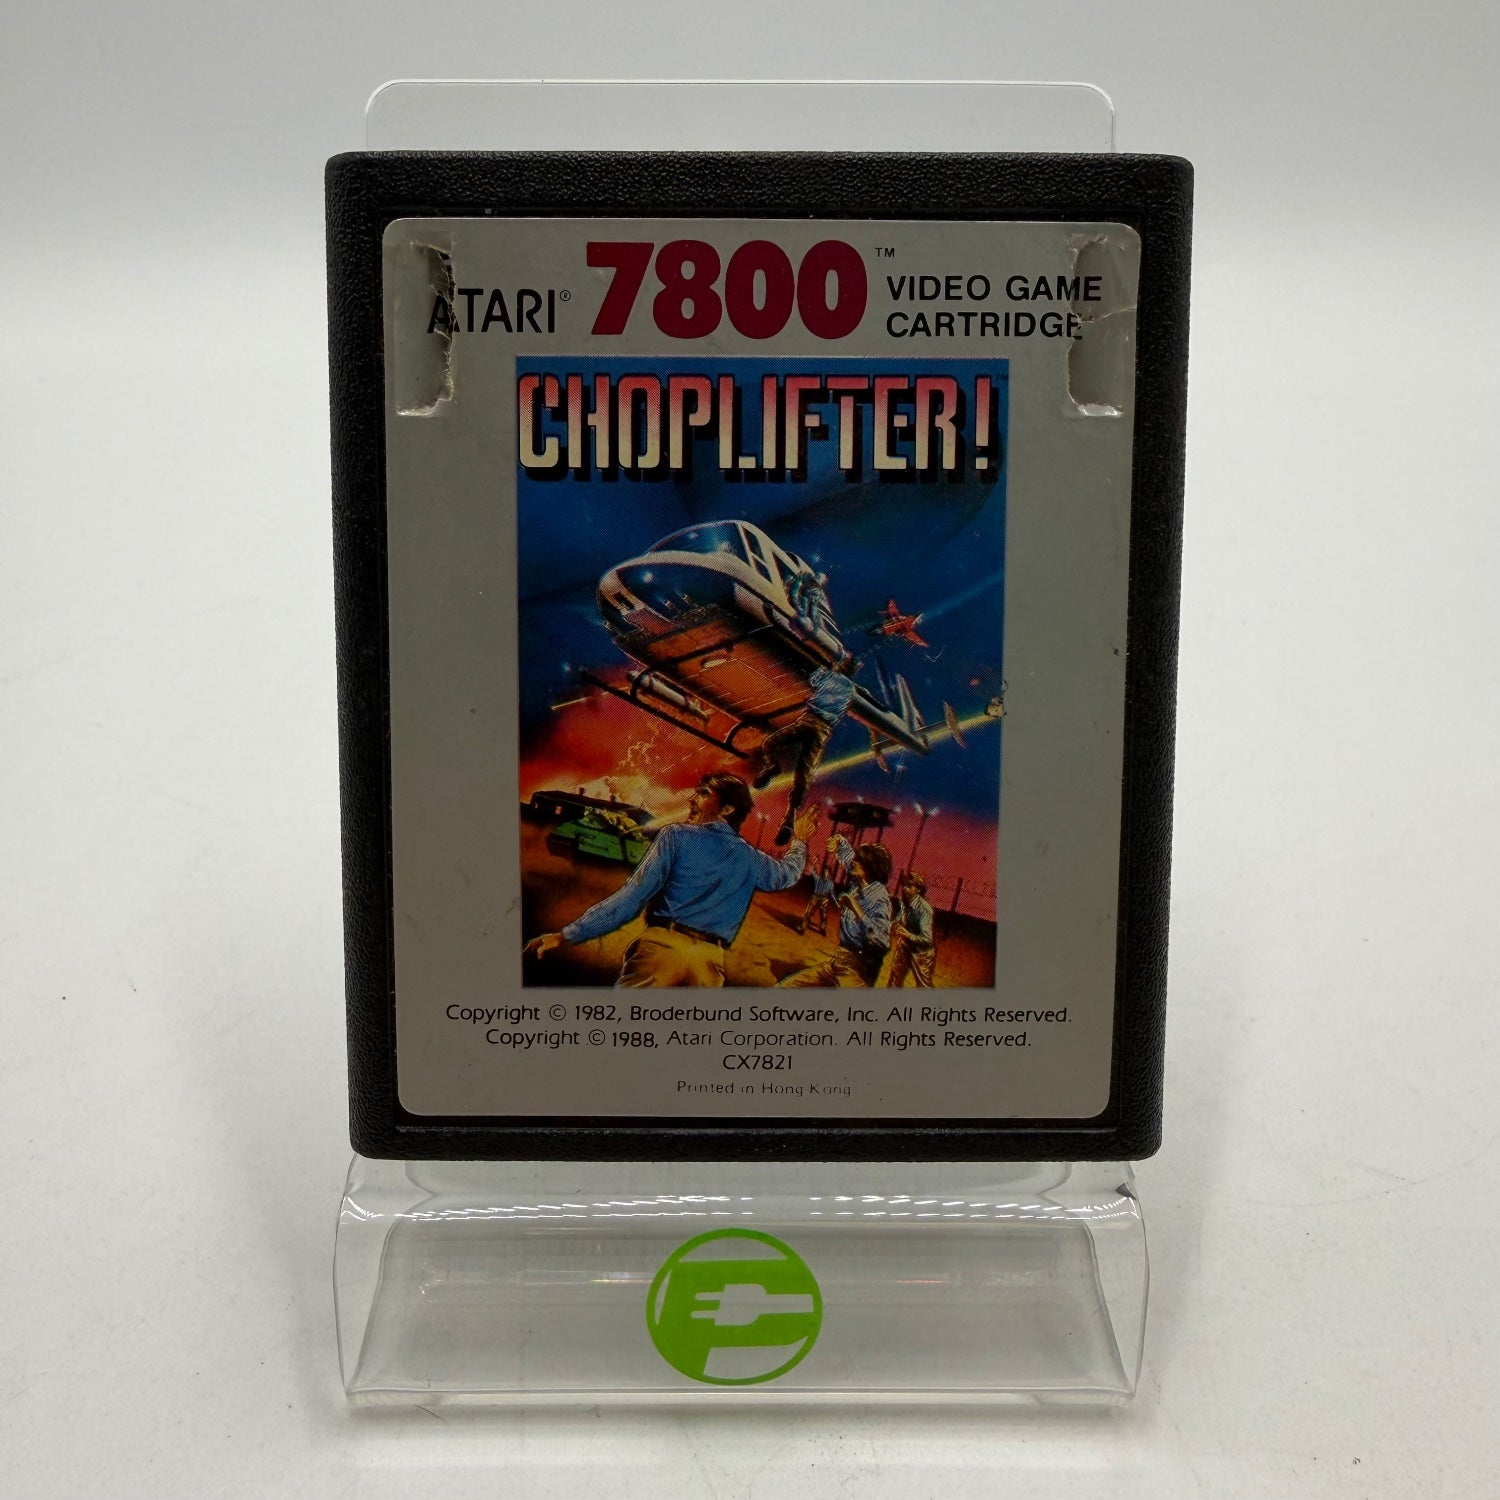 ATARI® 7800™ VIDEO GAME
CARTRIDGE
CHOPLIFTER!™
Copyright © 1982, Broderbund Software, Inc. All Rights Reserved.
Copyright © 1988, Atari Corporation. All Rights Reserved.
CX7821
Printed in Hong Kong